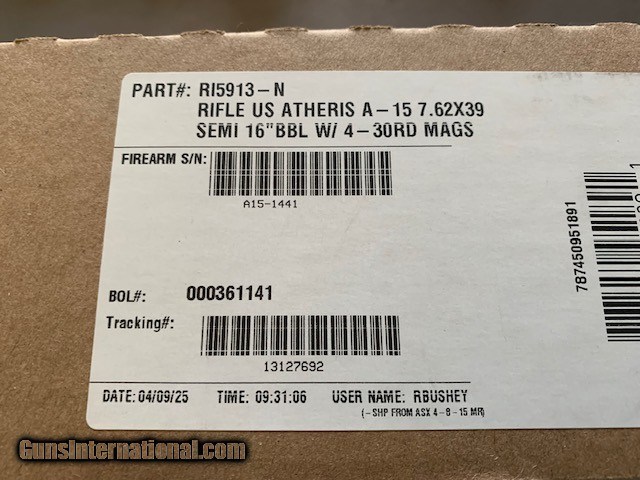 PART#: RI5913-N
RIFLE US ATHERIS A-15 7.62X39
SEMI 16"BBL W/ 4-30RD MAGS
FIREARM S/N:
A15-1441
BOL#: 000361141
Tracking#:
13127692
DATE: 04/09/25 TIME: 09:31:06 USER NAME: RBUSHEY
(-SHP FROM ASX 4-8-15 MR)
787450951891
GunsInternational.com